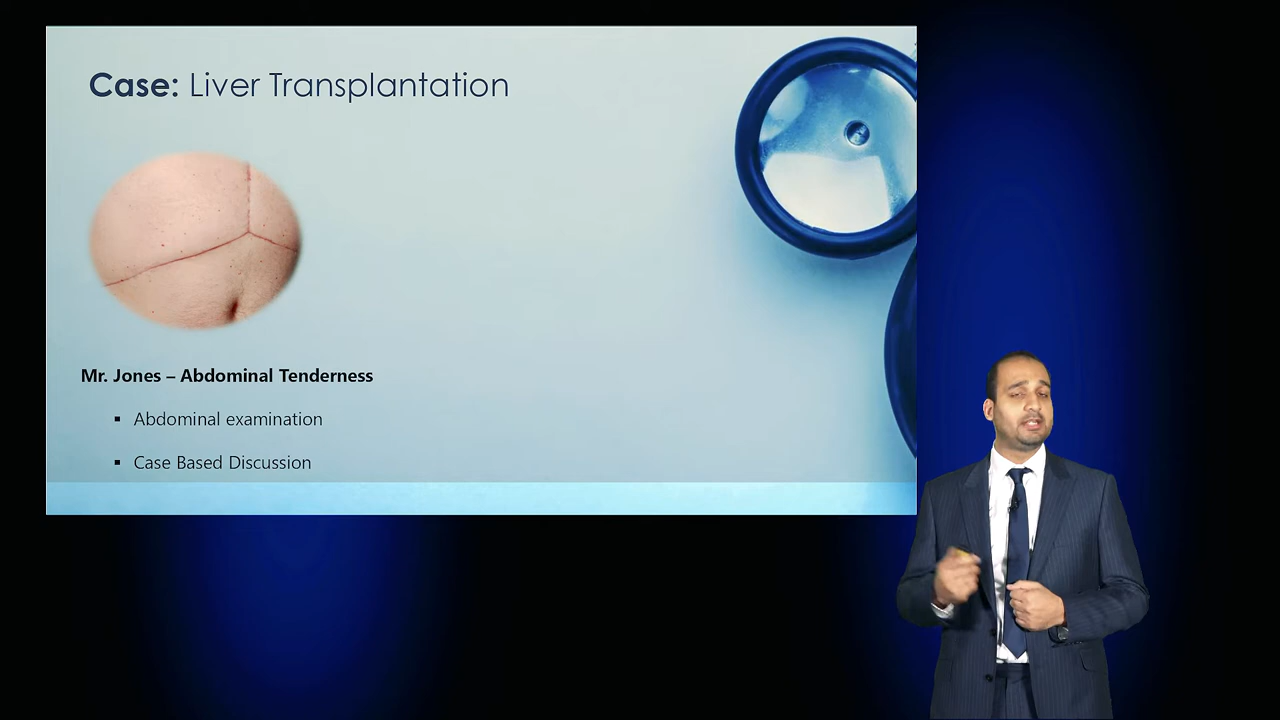 Case: Liver Transplantation
Mr. Jones – Abdominal Tenderness
▪ Abdominal examination
▪ Case Based Discussion